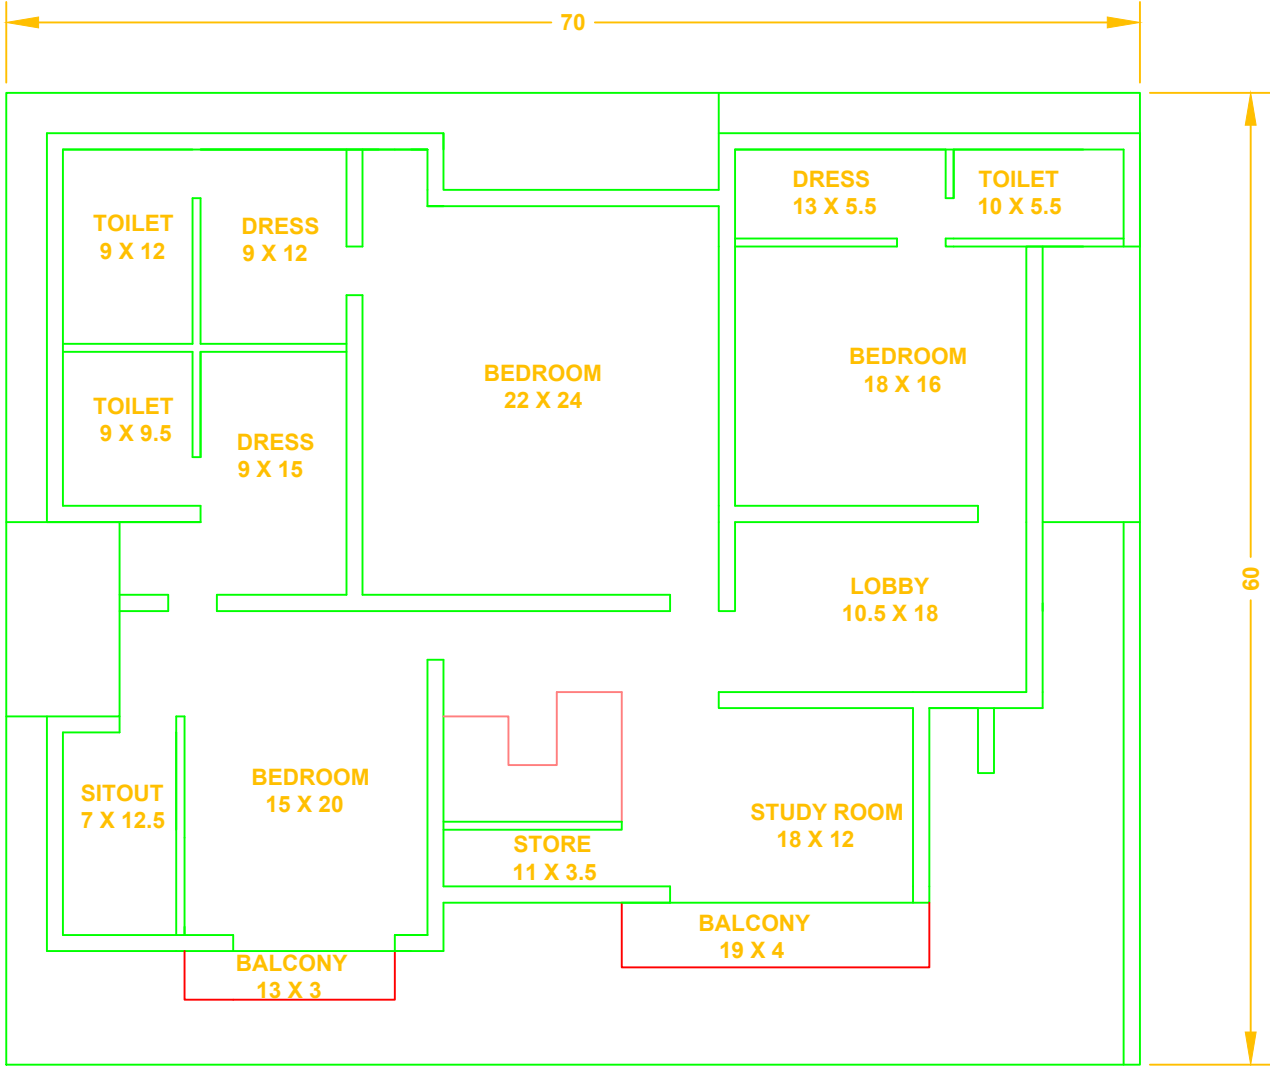 70
DRESS
13 X 5.5
TOILET
10 X 5.5
TOILET
9 X 12
DRESS
9 X 12
BEDROOM
18 X 16
BEDROOM
22 X 24
TOILET
9 X 9.5
DRESS
9 X 15
60
LOBBY
10.5 X 18
BEDROOM
15 X 20
SITOUT
7 X 12.5
STUDY ROOM
18 X 12
STORE
11 X 3.5
BALCONY
19 X 4
BALCONY
13 X 3